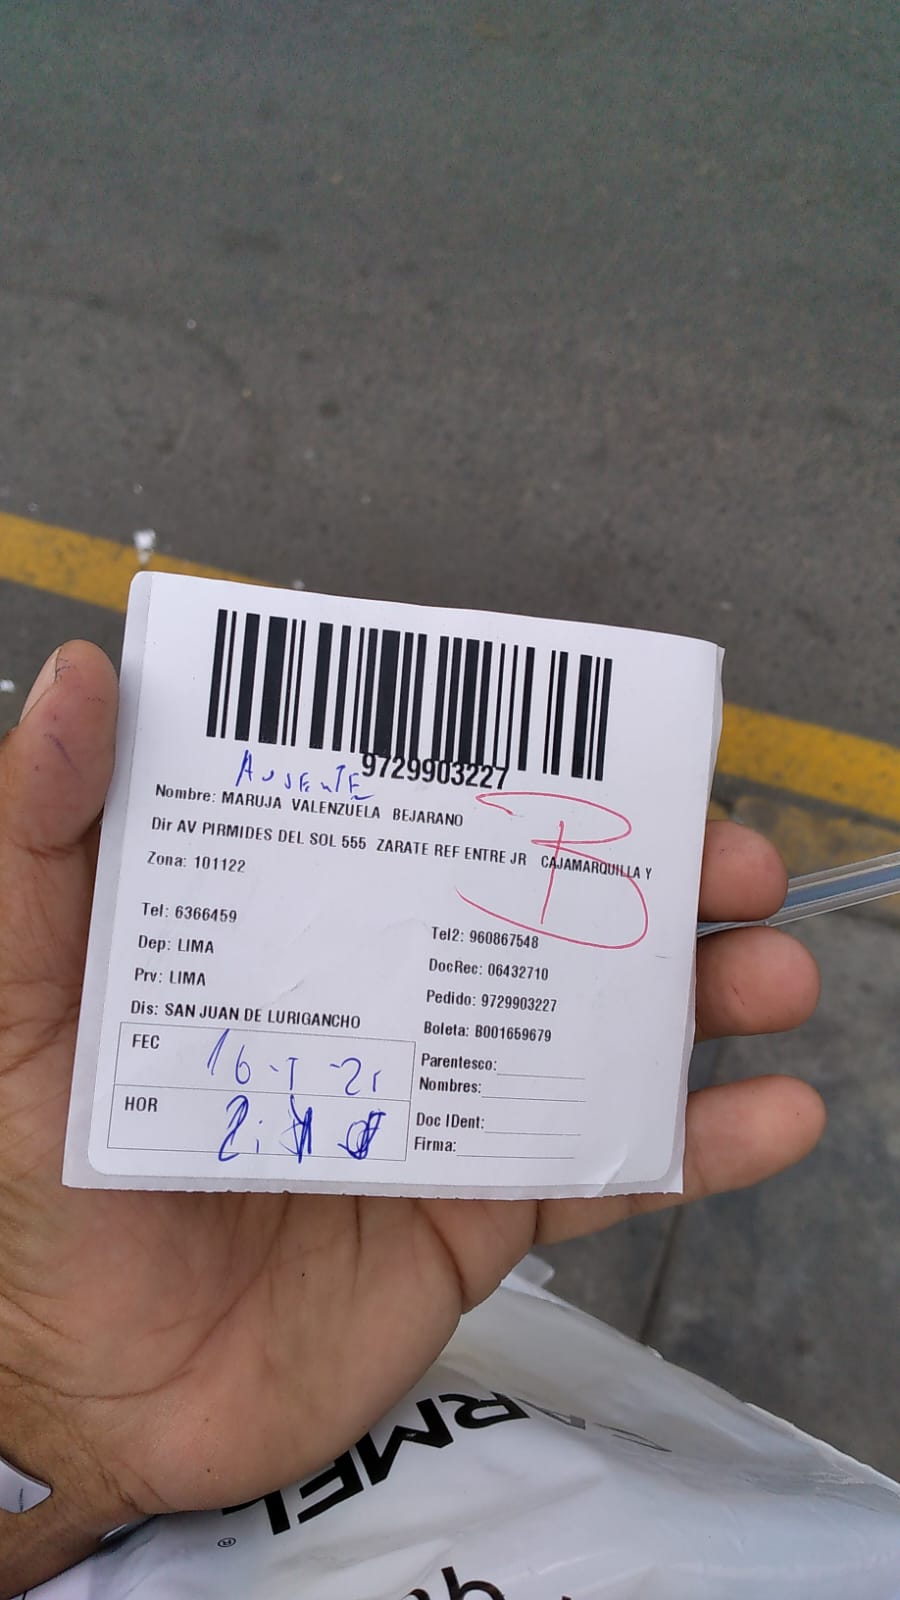 9729903227
AUSENTE
Nombre: MARUJA VALENZUELA BEJARANO
B
Dir AV PIRMIDES DEL SOL 555 ZARATE REF ENTRE JR CAJAMARQUILLA Y
Zona: 101122
Tel: 6366459
Tel2: 960867548
Dep: LIMA
DocRec: 06432710
Prv: LIMA
Pedido: 9729903227
Dis: SAN JUAN DE LURIGANCHO
Boleta: B001659679
FEC 16-I-21
Parentesco:
Nombres:
HOR
Doc IDent:
Firma:
ARMEL
®